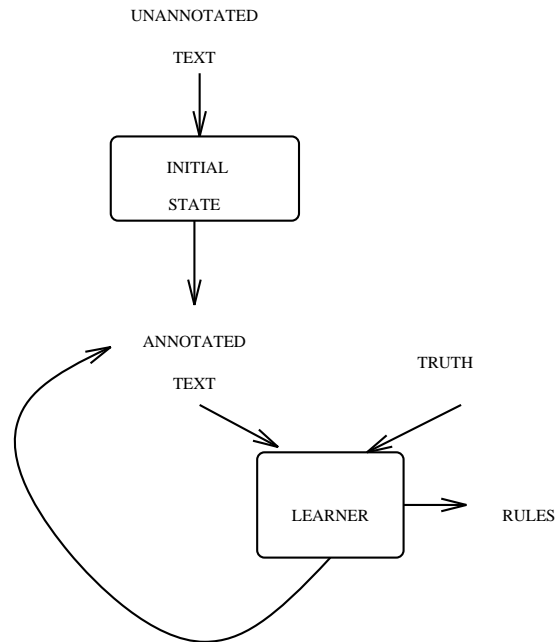 UNANNOTATED
TEXT
INITIAL
STATE
ANNOTATED
TEXT
TRUTH
LEARNER
RULES